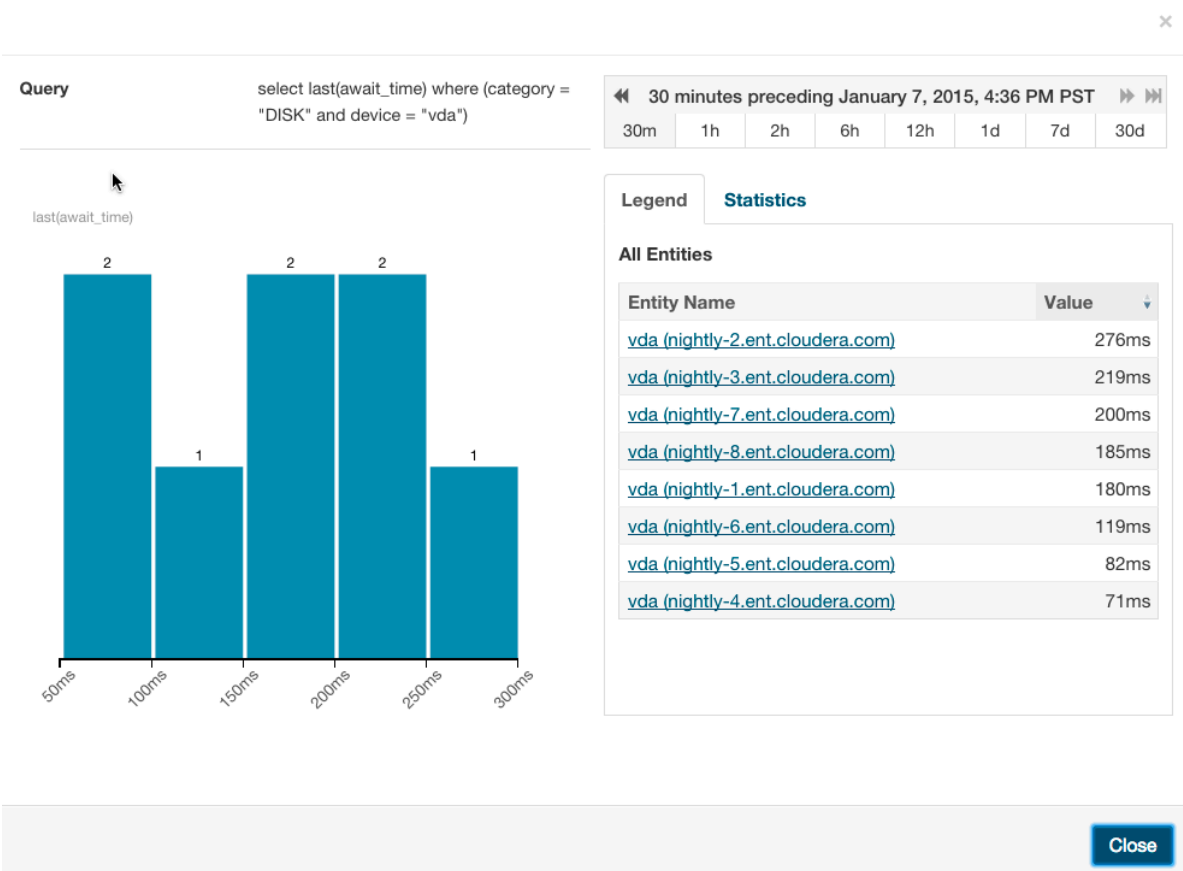 ×
Query
select last(await_time) where (category =
"DISK" and device = "vda")
30 minutes preceding January 7, 2015, 4:36 PM PST
30m 1h 2h 6h 12h 1d 7d 30d
last(await_time)
2
1
2
2
1
50ms 100ms 150ms 200ms 250ms 300ms
Legend Statistics
All Entities
Entity Name Value
vda (nightly-2.ent.cloudera.com) 276ms
vda (nightly-3.ent.cloudera.com) 219ms
vda (nightly-7.ent.cloudera.com) 200ms
vda (nightly-8.ent.cloudera.com) 185ms
vda (nightly-1.ent.cloudera.com) 180ms
vda (nightly-6.ent.cloudera.com) 119ms
vda (nightly-5.ent.cloudera.com) 82ms
vda (nightly-4.ent.cloudera.com) 71ms
Close